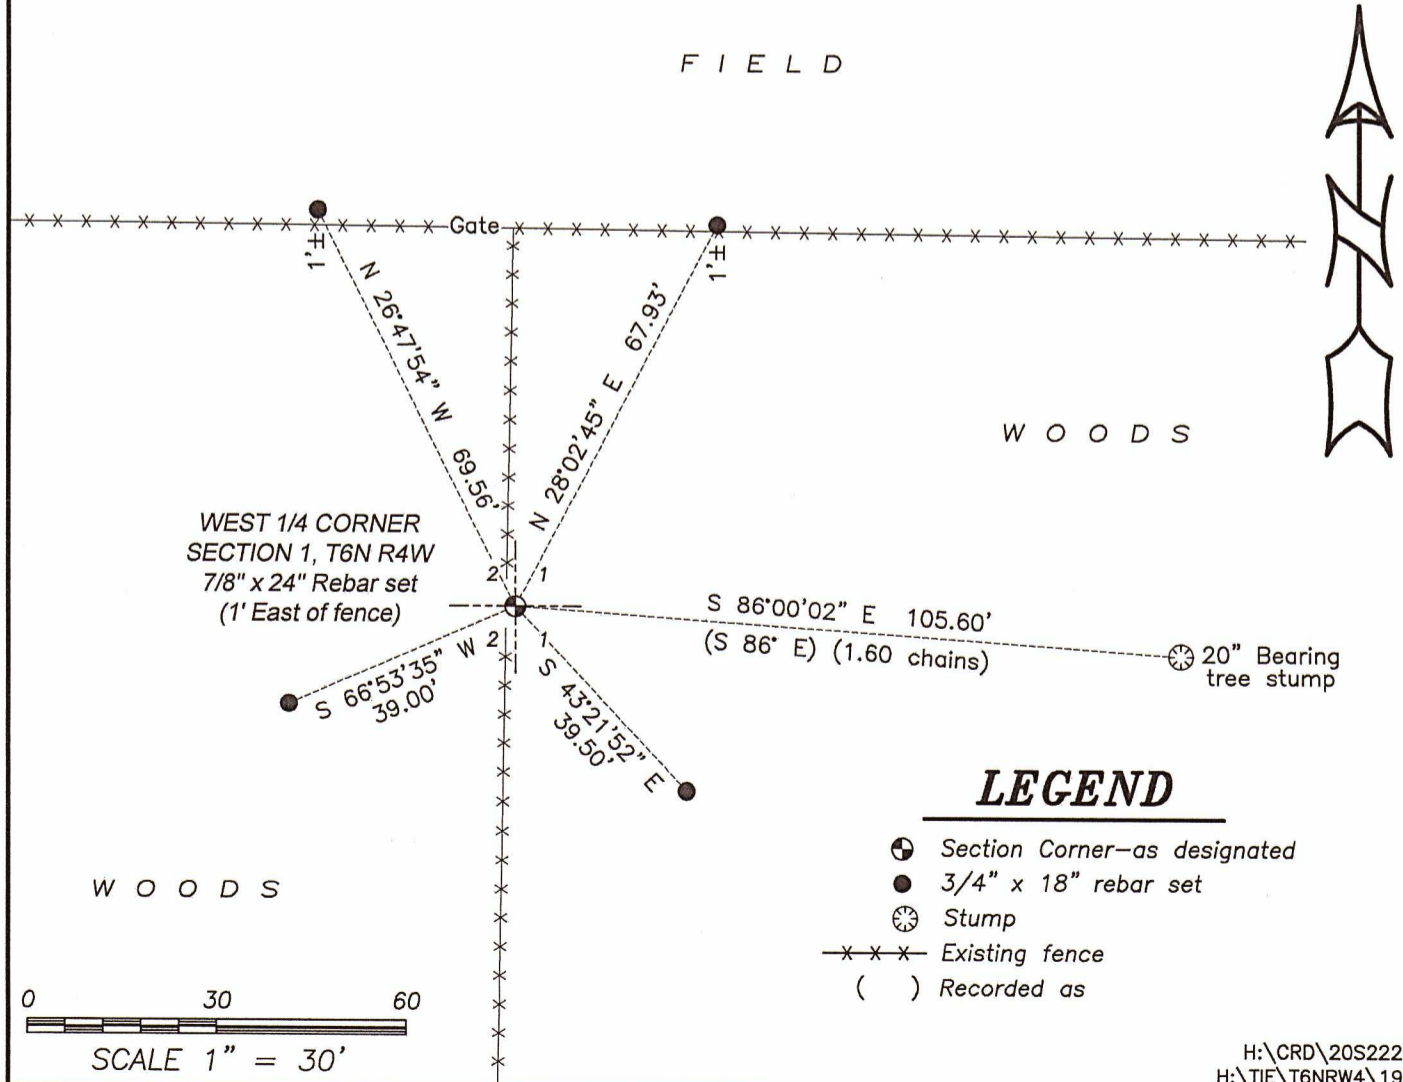 FIELD
Gate
1'±
1'±
N 26°47'54" W 69.56'
N 28°02'45" E 67.93'
WOODS
WEST 1/4 CORNER
SECTION 1, T6N R4W
7/8" x 24" Rebar set
(1' East of fence)
2 1
2 1
S 86°00'02" E 105.60'
(S 86° E) (1.60 chains)
20" Bearing
tree stump
S 66°53'35" W
39.00'
S 43°21'52" E
39.50'
LEGEND
Section Corner-as designated
3/4" x 18" rebar set
Stump
x x x Existing fence
( ) Recorded as
WOODS
0 30 60
SCALE 1" = 30'
N
H:\CRD\20S222
H:\TIF\T6NRW4\19